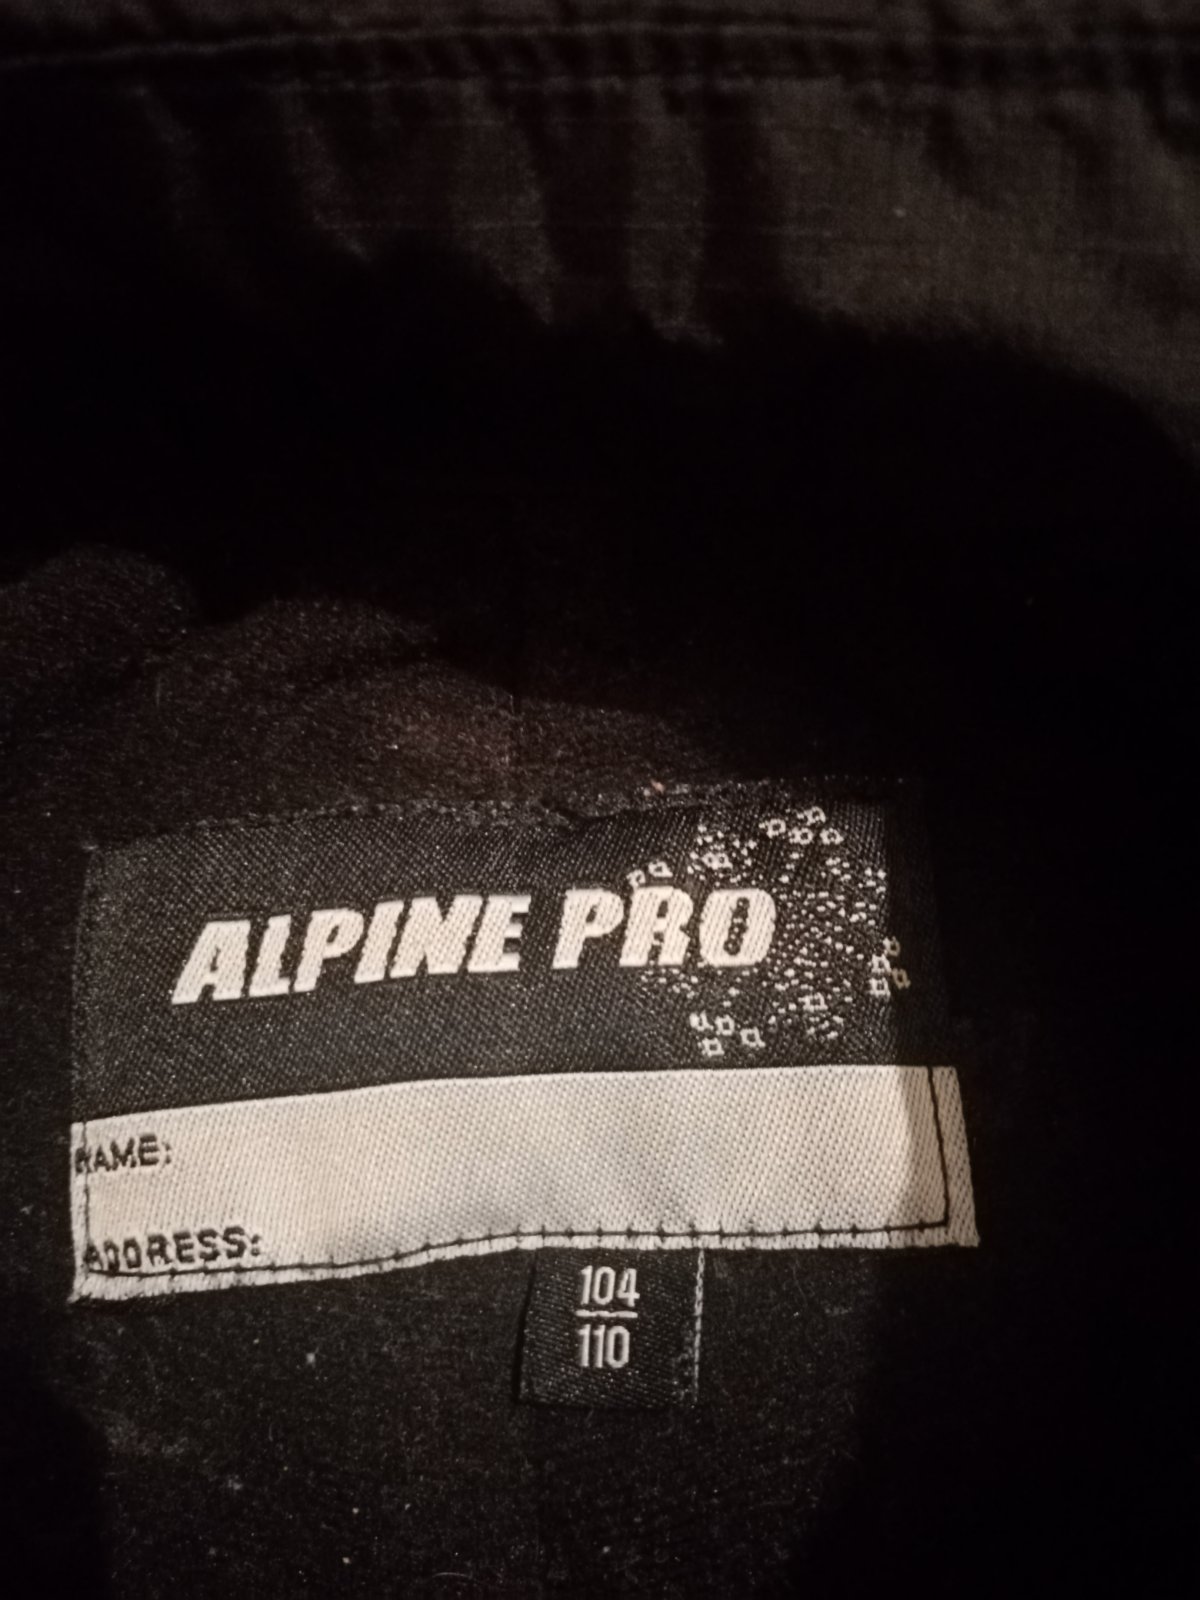 ALPINE PRO
NAME:
ADDRESS:
104
110